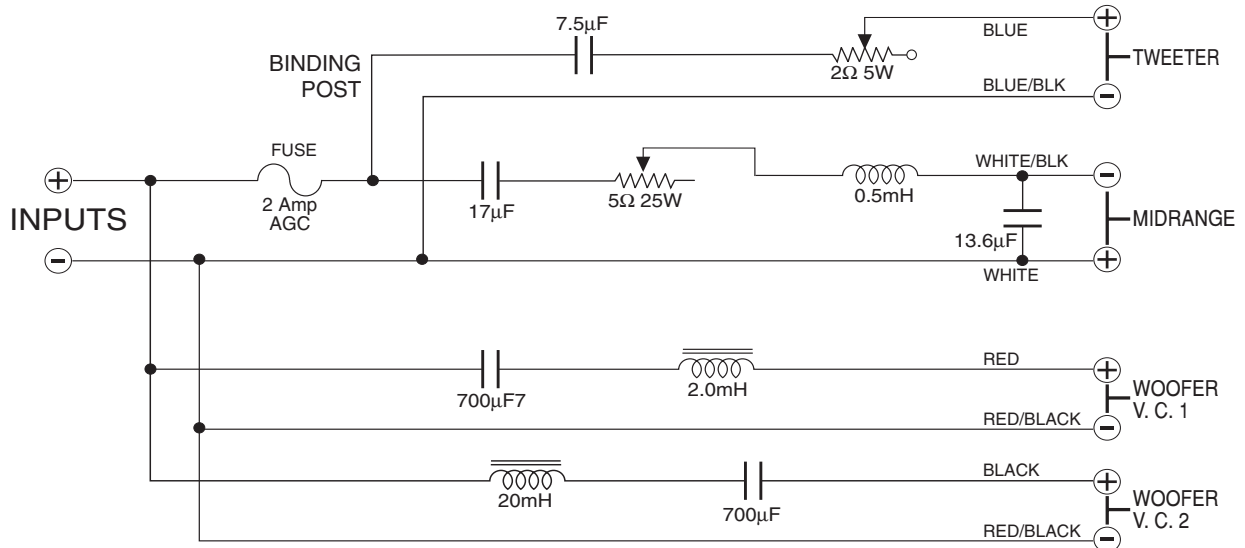 7.5µF
BLUE
BINDING
POST
2Ω 5W
TWEETER
BLUE/BLK
FUSE
WHITE/BLK
2 Amp
AGC
17µF
5Ω 25W
0.5mH
INPUTS
MIDRANGE
13.6µF
WHITE
RED
2.0mH
700µF7
WOOFER
V. C. 1
RED/BLACK
BLACK
20mH
700µF
WOOFER
V. C. 2
RED/BLACK